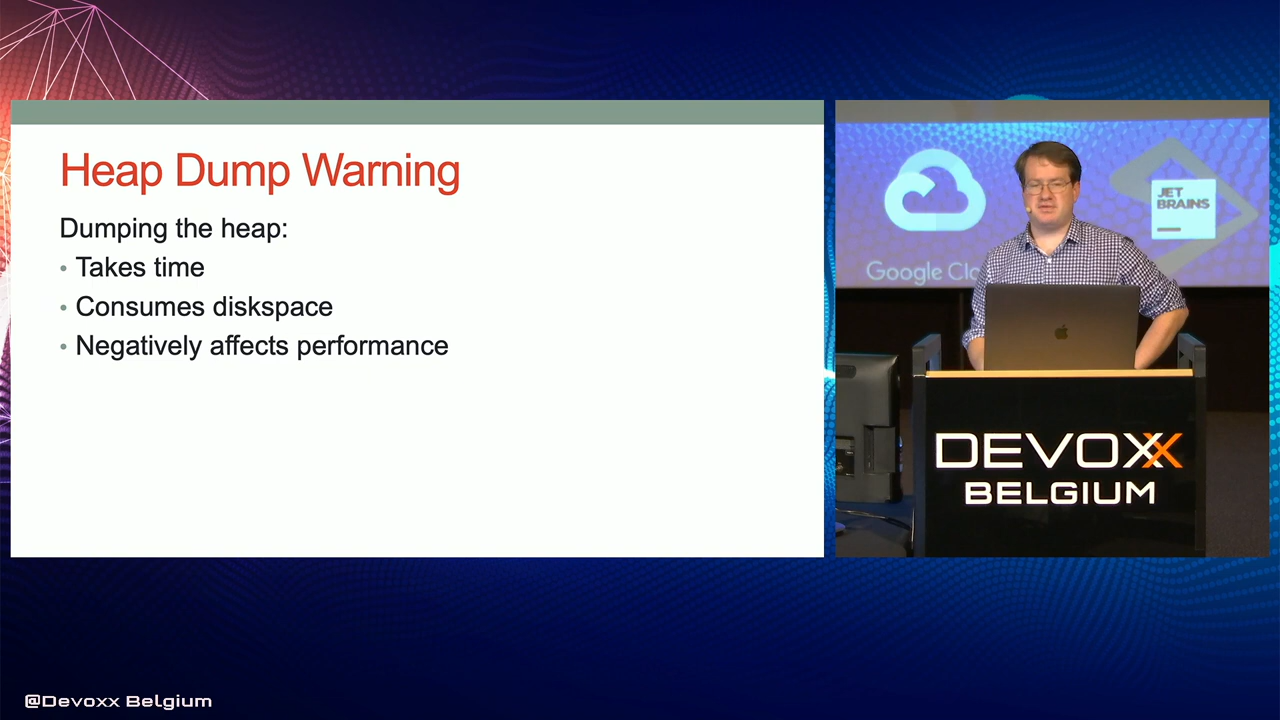 Heap Dump Warning
Dumping the heap:
• Takes time
• Consumes diskspace
• Negatively affects performance
Google Clo
JET
BRAINS
DEVOXX
BELGIUM
@Devoxx Belgium